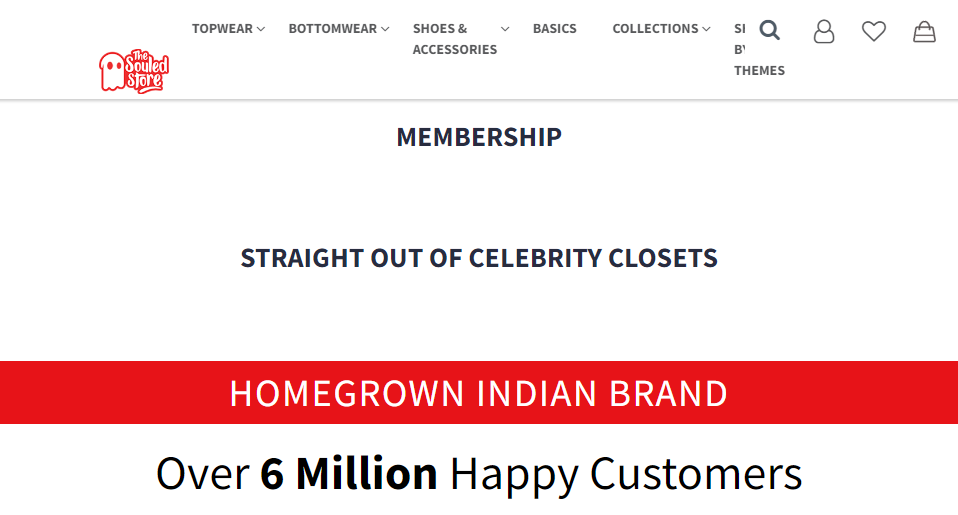 TOPWEAR BOTTOMWEAR SHOES & BASICS COLLECTIONS
ACCESSORIES
THEMES
The
Souled
Store
MEMBERSHIP
STRAIGHT OUT OF CELEBRITY CLOSETS
HOMEGROWN INDIAN BRAND
Over 6 Million Happy Customers